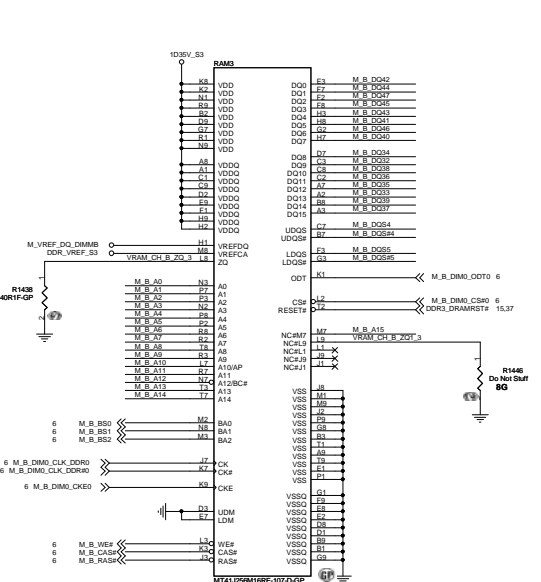 1D35V_S3
RAM3
K8 VDD
K2 VDD
N1 VDD
R9 VDD
B2 VDD
D9 VDD
G7 VDD
R1 VDD
N9 VDD
A8 VDDQ
A1 VDDQ
C1 VDDQ
C9 VDDQ
D2 VDDQ
E9 VDDQ
F1 VDDQ
H9 VDDQ
H2 VDDQ
M_VREF_DQ_DIMMB H1 VREFDQ
DDR_VREF_S3 M8 VREFCA
VRAM_CH_B_ZQ_3 L8 ZQ
1
R1438
40R1F-GP
2
M_B_A0 N3 A0
M_B_A1 P7 A1
M_B_A2 P3 A2
M_B_A3 N2 A3
M_B_A4 P8 A4
M_B_A5 P2 A5
M_B_A6 R8 A6
M_B_A7 R2 A7
M_B_A8 T8 A8
M_B_A9 R3 A9
M_B_A10 L7 A10/AP
M_B_A11 R7 A11
M_B_A12 N7 A12/BC#
M_B_A13 T3 A13
M_B_A14 T7 A14
6 M_B_BS0 M2 BA0
6 M_B_BS1 N8 BA1
6 M_B_BS2 M3 BA2
6 M_B_DIM0_CLK_DDR0 J7 CK
6 M_B_DIM0_CLK_DDR#0 K7 CK#
6 M_B_DIM0_CKE0 K9 CKE
D3 UDM
E7 LDM
6 M_B_WE# L3 WE#
6 M_B_CAS# K3 CAS#
6 M_B_RAS# J3 RAS#
DQ0 E3 M_B_DQ42
DQ1 F7 M_B_DQ44
DQ2 F2 M_B_DQ47
DQ3 F8 M_B_DQ45
DQ4 H3 M_B_DQ43
DQ5 H8 M_B_DQ41
DQ6 G2 M_B_DQ46
DQ7 H7 M_B_DQ40
DQ8 D7 M_B_DQ34
DQ9 C3 M_B_DQ32
DQ10 C8 M_B_DQ38
DQ11 C2 M_B_DQ36
DQ12 A7 M_B_DQ35
DQ13 A2 M_B_DQ33
DQ14 B8 M_B_DQ39
DQ15 A3 M_B_DQ37
UDQS C7 M_B_DQS4
UDQS# B7 M_B_DQS#4
LDQS F3 M_B_DQS5
LDQS# G3 M_B_DQS#5
ODT K1 M_B_DIM0_ODT0 6
CS# L2 M_B_DIM0_CS#0 6
RESET# T2 DDR3_DRAMRST# 15,37
NC#M7 M7 M_B_A15
NC#L9 L9 VRAM_CH_B_ZQ1_3
NC#L1 L1
NC#J9 J9
NC#J1 J1
1
R1446
Do Not Stuff
8G
VSS J8
VSS M1
VSS M9
VSS J2
VSS P9
VSS G8
VSS B3
VSS T1
VSS A9
VSS T9
VSS E1
VSS P1
VSSQ G1
VSSQ F9
VSSQ E8
VSSQ E2
VSSQ D8
VSSQ D1
VSSQ B9
VSSQ B1
VSSQ G9
MT41J256M16RE-107-D-GP
GP